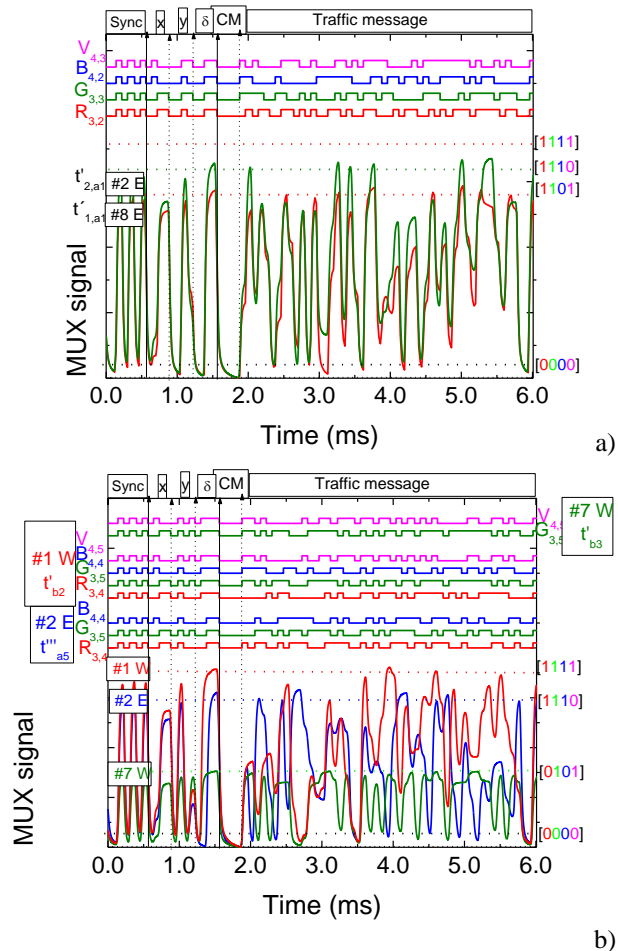 Sync x y δ CM Traffic message
V4,3
B4,2
G3,3
R3,2
[1111]
[1110]
t'2,a1 #2 E
[1101]
t´1,a1 #8 E
MUX signal
[0000]
0.0 1.0 2.0 3.0 4.0 5.0 6.0
Time (ms)
a)
Sync x y δ CM Traffic message
V4,5
G3,5
#7 W
t'b3
#1 W
t'b2
V4,5
B4,4
G3,5
R3,4
#2 E
t'''a5
B4,4
G3,5
R3,4
#1 W
[1111]
#2 E
[1110]
#7 W
[0101]
MUX signal
[0000]
0.0 1.0 2.0 3.0 4.0 5.0 6.0
Time (ms)
b)